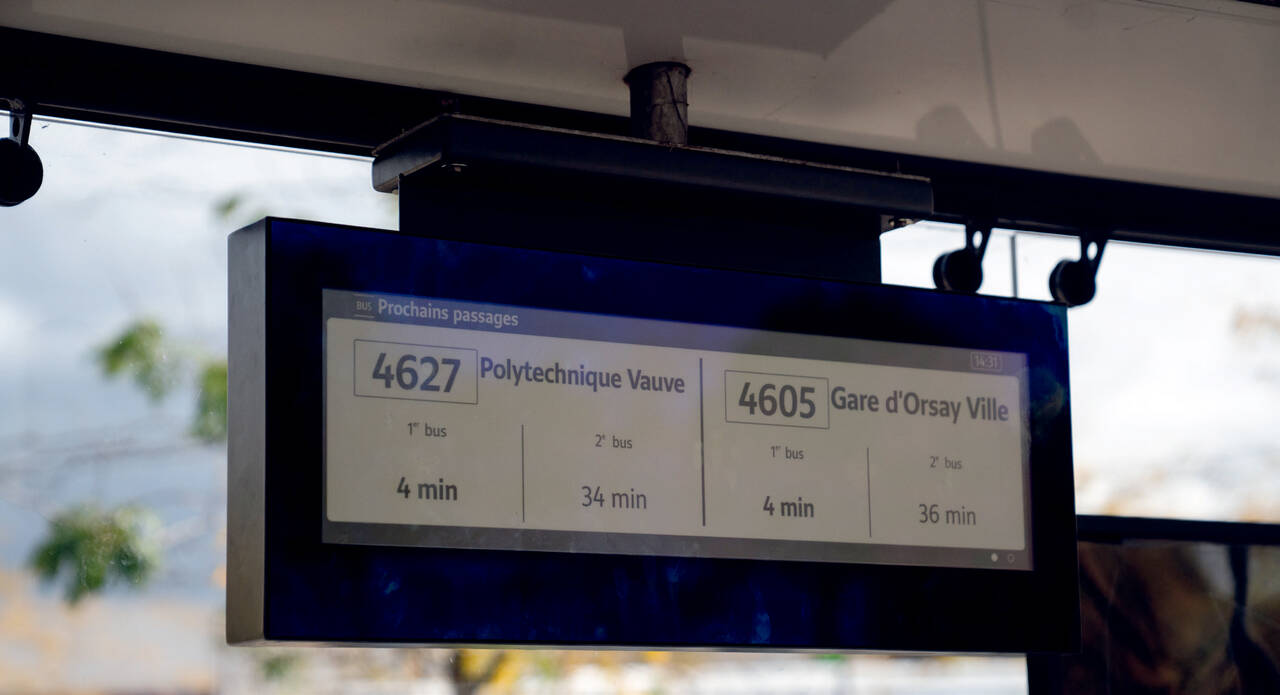 BUS Prochains passages
14:31
4627 Polytechnique Vauve
1er bus
4 min
2e bus
34 min
4605 Gare d'Orsay Ville
1er bus
4 min
2e bus
36 min